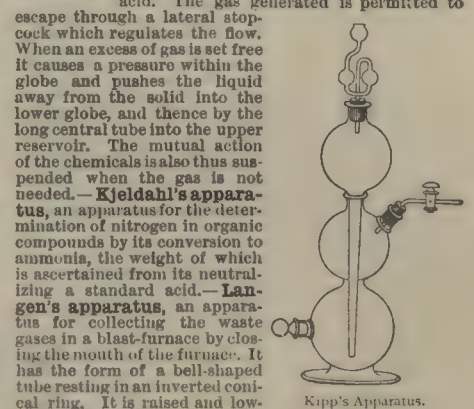 acid. The gas generated is permitted to
escape through a lateral stop-
cock which regulates the flow.
When an excess of gas is set free
it causes a pressure within the
globe and pushes the liquid
away from the solid into the
lower globe, and thence by the
long central tube into the upper
reservoir. The mutual action
of the chemicals is also thus sus-
pended when the gas is not
needed.—Kjeldahl's appara-
tus, an apparatus for the deter-
mination of nitrogen in organic
compounds by its conversion to
ammonia, the weight of which
is ascertained from its neutral-
izing a standard acid.—Lan-
gen's apparatus, an appara-
tus for collecting the waste
gases in a blast-furnace by clos-
ing the mouth of the furnace. It
has the form of a bell-shaped
tube resting in an inverted coni-
cal ring. It is raised and low-
Kipp's Apparatus.